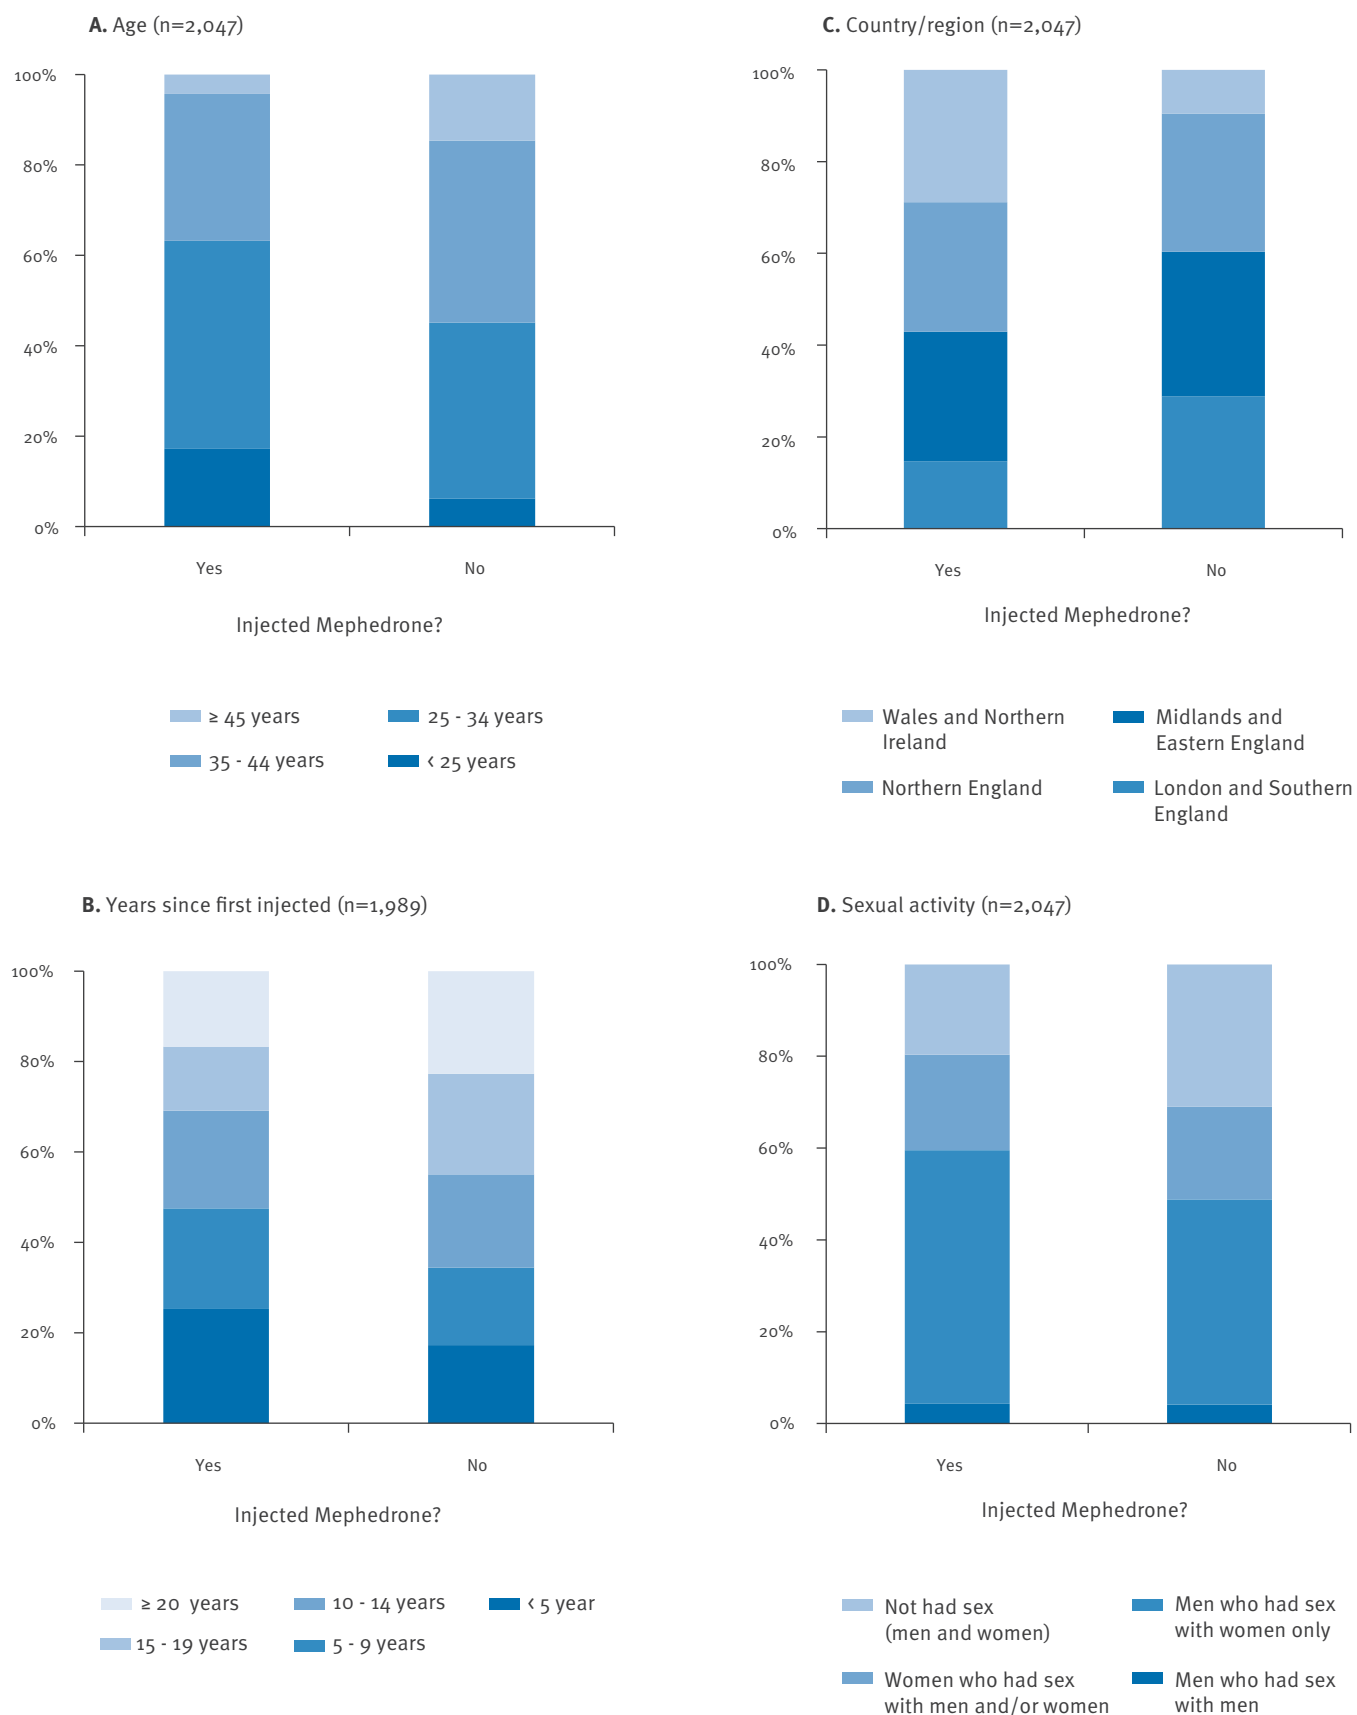 A. Age (n=2,047)
100%
80%
60%
40%
20%
0%
Yes
No
Injected Mephedrone?
≥ 45 years
25 - 34 years
35 - 44 years
< 25 years
C. Country/region (n=2,047)
100%
80%
60%
40%
20%
0%
Yes
No
Injected Mephedrone?
Wales and Northern
Ireland
Midlands and
Eastern England
Northern England
London and Southern
England
B. Years since first injected (n=1,989)
100%
80%
60%
40%
20%
0%
Yes
No
Injected Mephedrone?
≥ 20 years
10 - 14 years
< 5 year
15 - 19 years
5 - 9 years
D. Sexual activity (n=2,047)
100%
80%
60%
40%
20%
0%
Yes
No
Injected Mephedrone?
Not had sex
(men and women)
Men who had sex
with women only
Women who had sex
with men and/or women
Men who had sex
with men